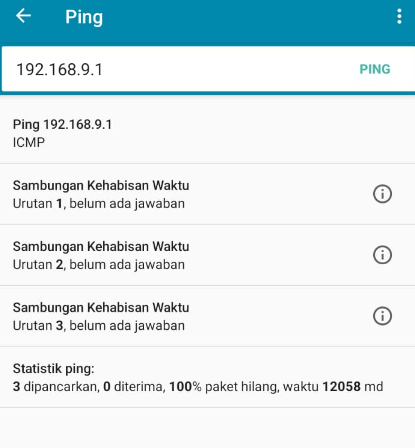 Ping
192.168.9.1 PING
Ping 192.168.9.1
ICMP
Sambungan Kehabisan Waktu
Urutan 1, belum ada jawaban
Sambungan Kehabisan Waktu
Urutan 2, belum ada jawaban
Sambungan Kehabisan Waktu
Urutan 3, belum ada jawaban
Statistik ping:
3 dipancarkan, 0 diterima, 100% paket hilang, waktu 12058 md